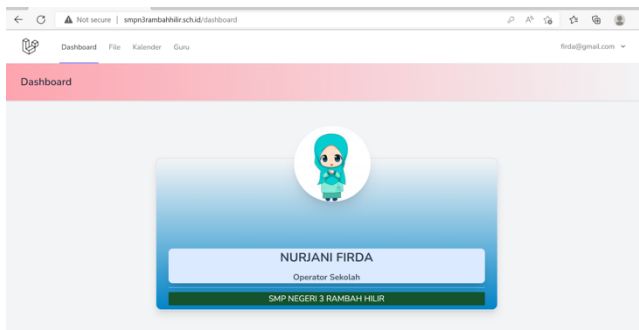 Not secure | smpn3rambahhilir.sch.id/dashboard
Dashboard File Kalender Guru firda@gmail.com
Dashboard
NURJANI FIRDA
Operator Sekolah
SMP NEGERI 3 RAMBAH HILIR